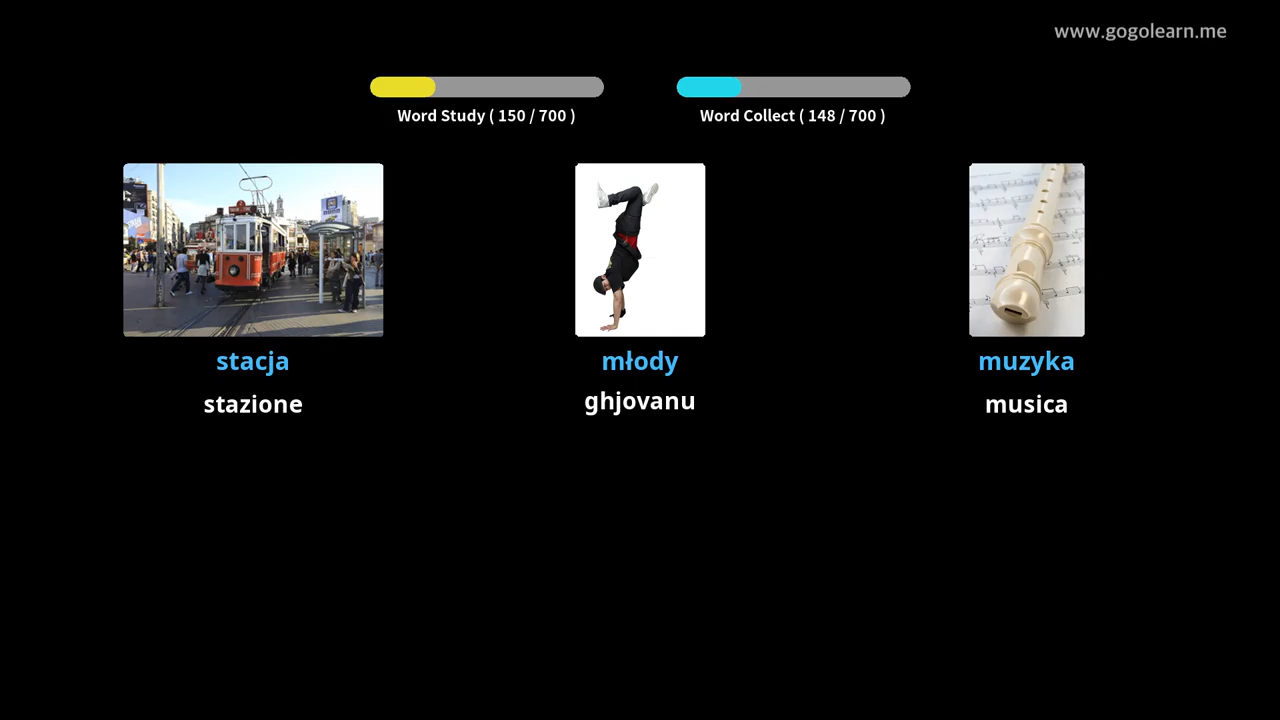 www.gogolearn.me
Word Study ( 150 / 700 )
Word Collect ( 148 / 700 )
stacja
młody
muzyka
stazione
ghjovanu
musica